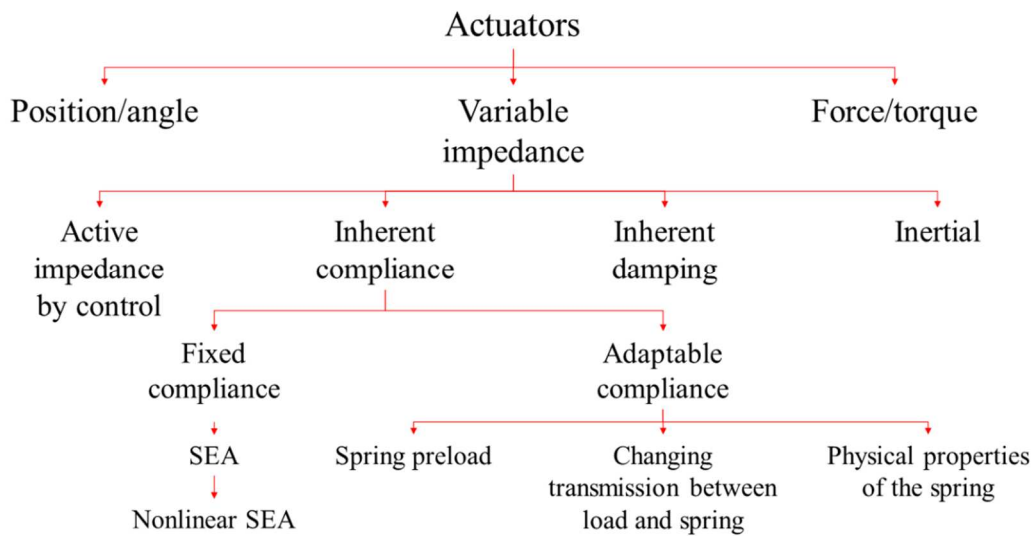 Actuators
Position/angle
Variable
impedance
Force/torque
Active
impedance
by control
Inherent
compliance
Inherent
damping
Inertial
Fixed
compliance
Adaptable
compliance
SEA
Nonlinear SEA
Spring preload
Changing
transmission between
load and spring
Physical properties
of the spring